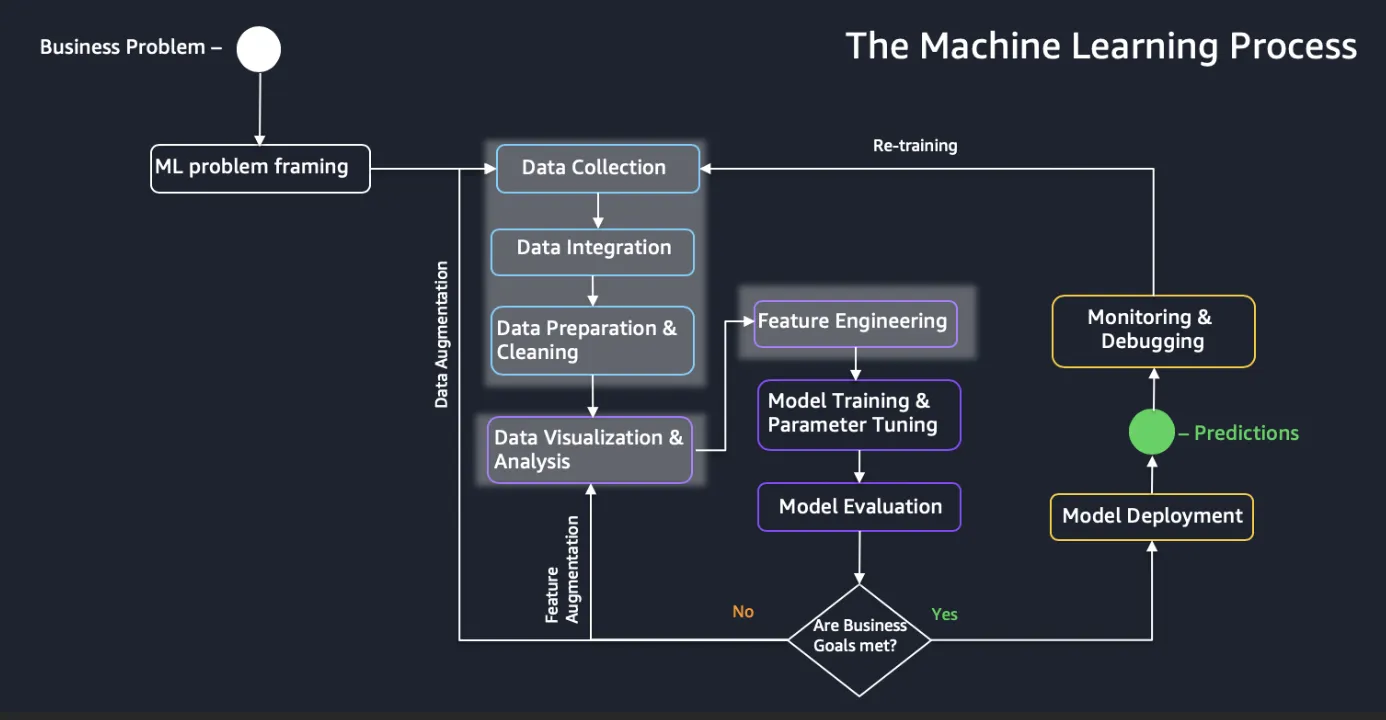 Business Problem –
The Machine Learning Process
ML problem framing
Data Collection
Re-training
Data Integration
Data Preparation &
Cleaning
Data Augmentation
Data Visualization &
Analysis
Feature Engineering
Model Training &
Parameter Tuning
Model Evaluation
Monitoring &
Debugging
– Predictions
Model Deployment
Feature
Augmentation
No
Are Business
Goals met?
Yes